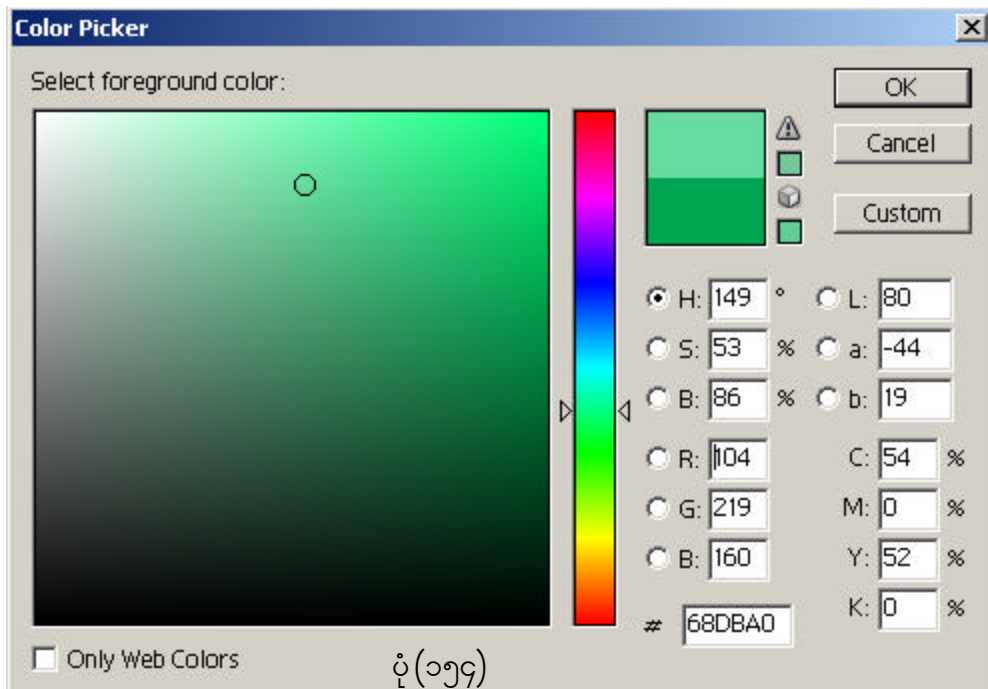 Color Picker
Select foreground color:
OK
Cancel
Custom
H: 149 ° L: 80
S: 53 % a: -44
B: 86 % b: 19
R: 104 C: 54 %
G: 219 M: 0 %
B: 160 Y: 52 %
# 68DBA0 K: 0 %
Only Web Colors
ပုံ (၁၅၄)